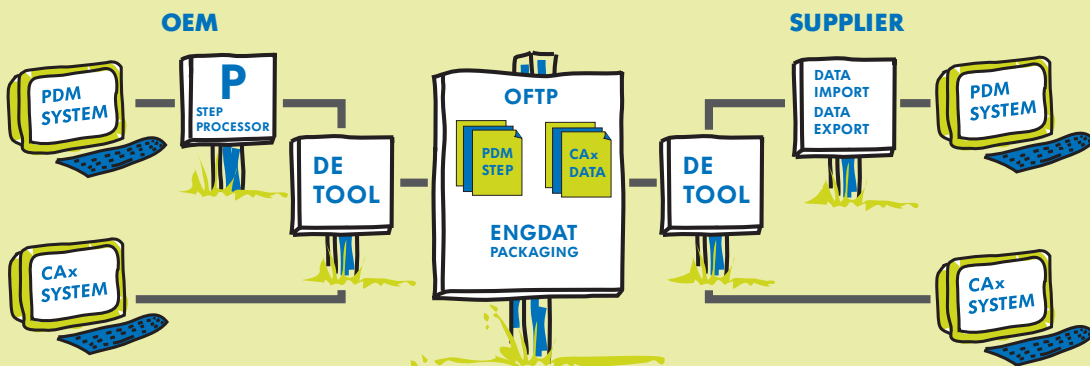 OEM
SUPPLIER
PDM
SYSTEM
P
STEP
PROCESSOR
DE
TOOL
CAx
SYSTEM
OFTP
PDM
STEP
CAx
DATA
ENGDAT
PACKAGING
DE
TOOL
DATA
IMPORT
DATA
EXPORT
PDM
SYSTEM
CAx
SYSTEM